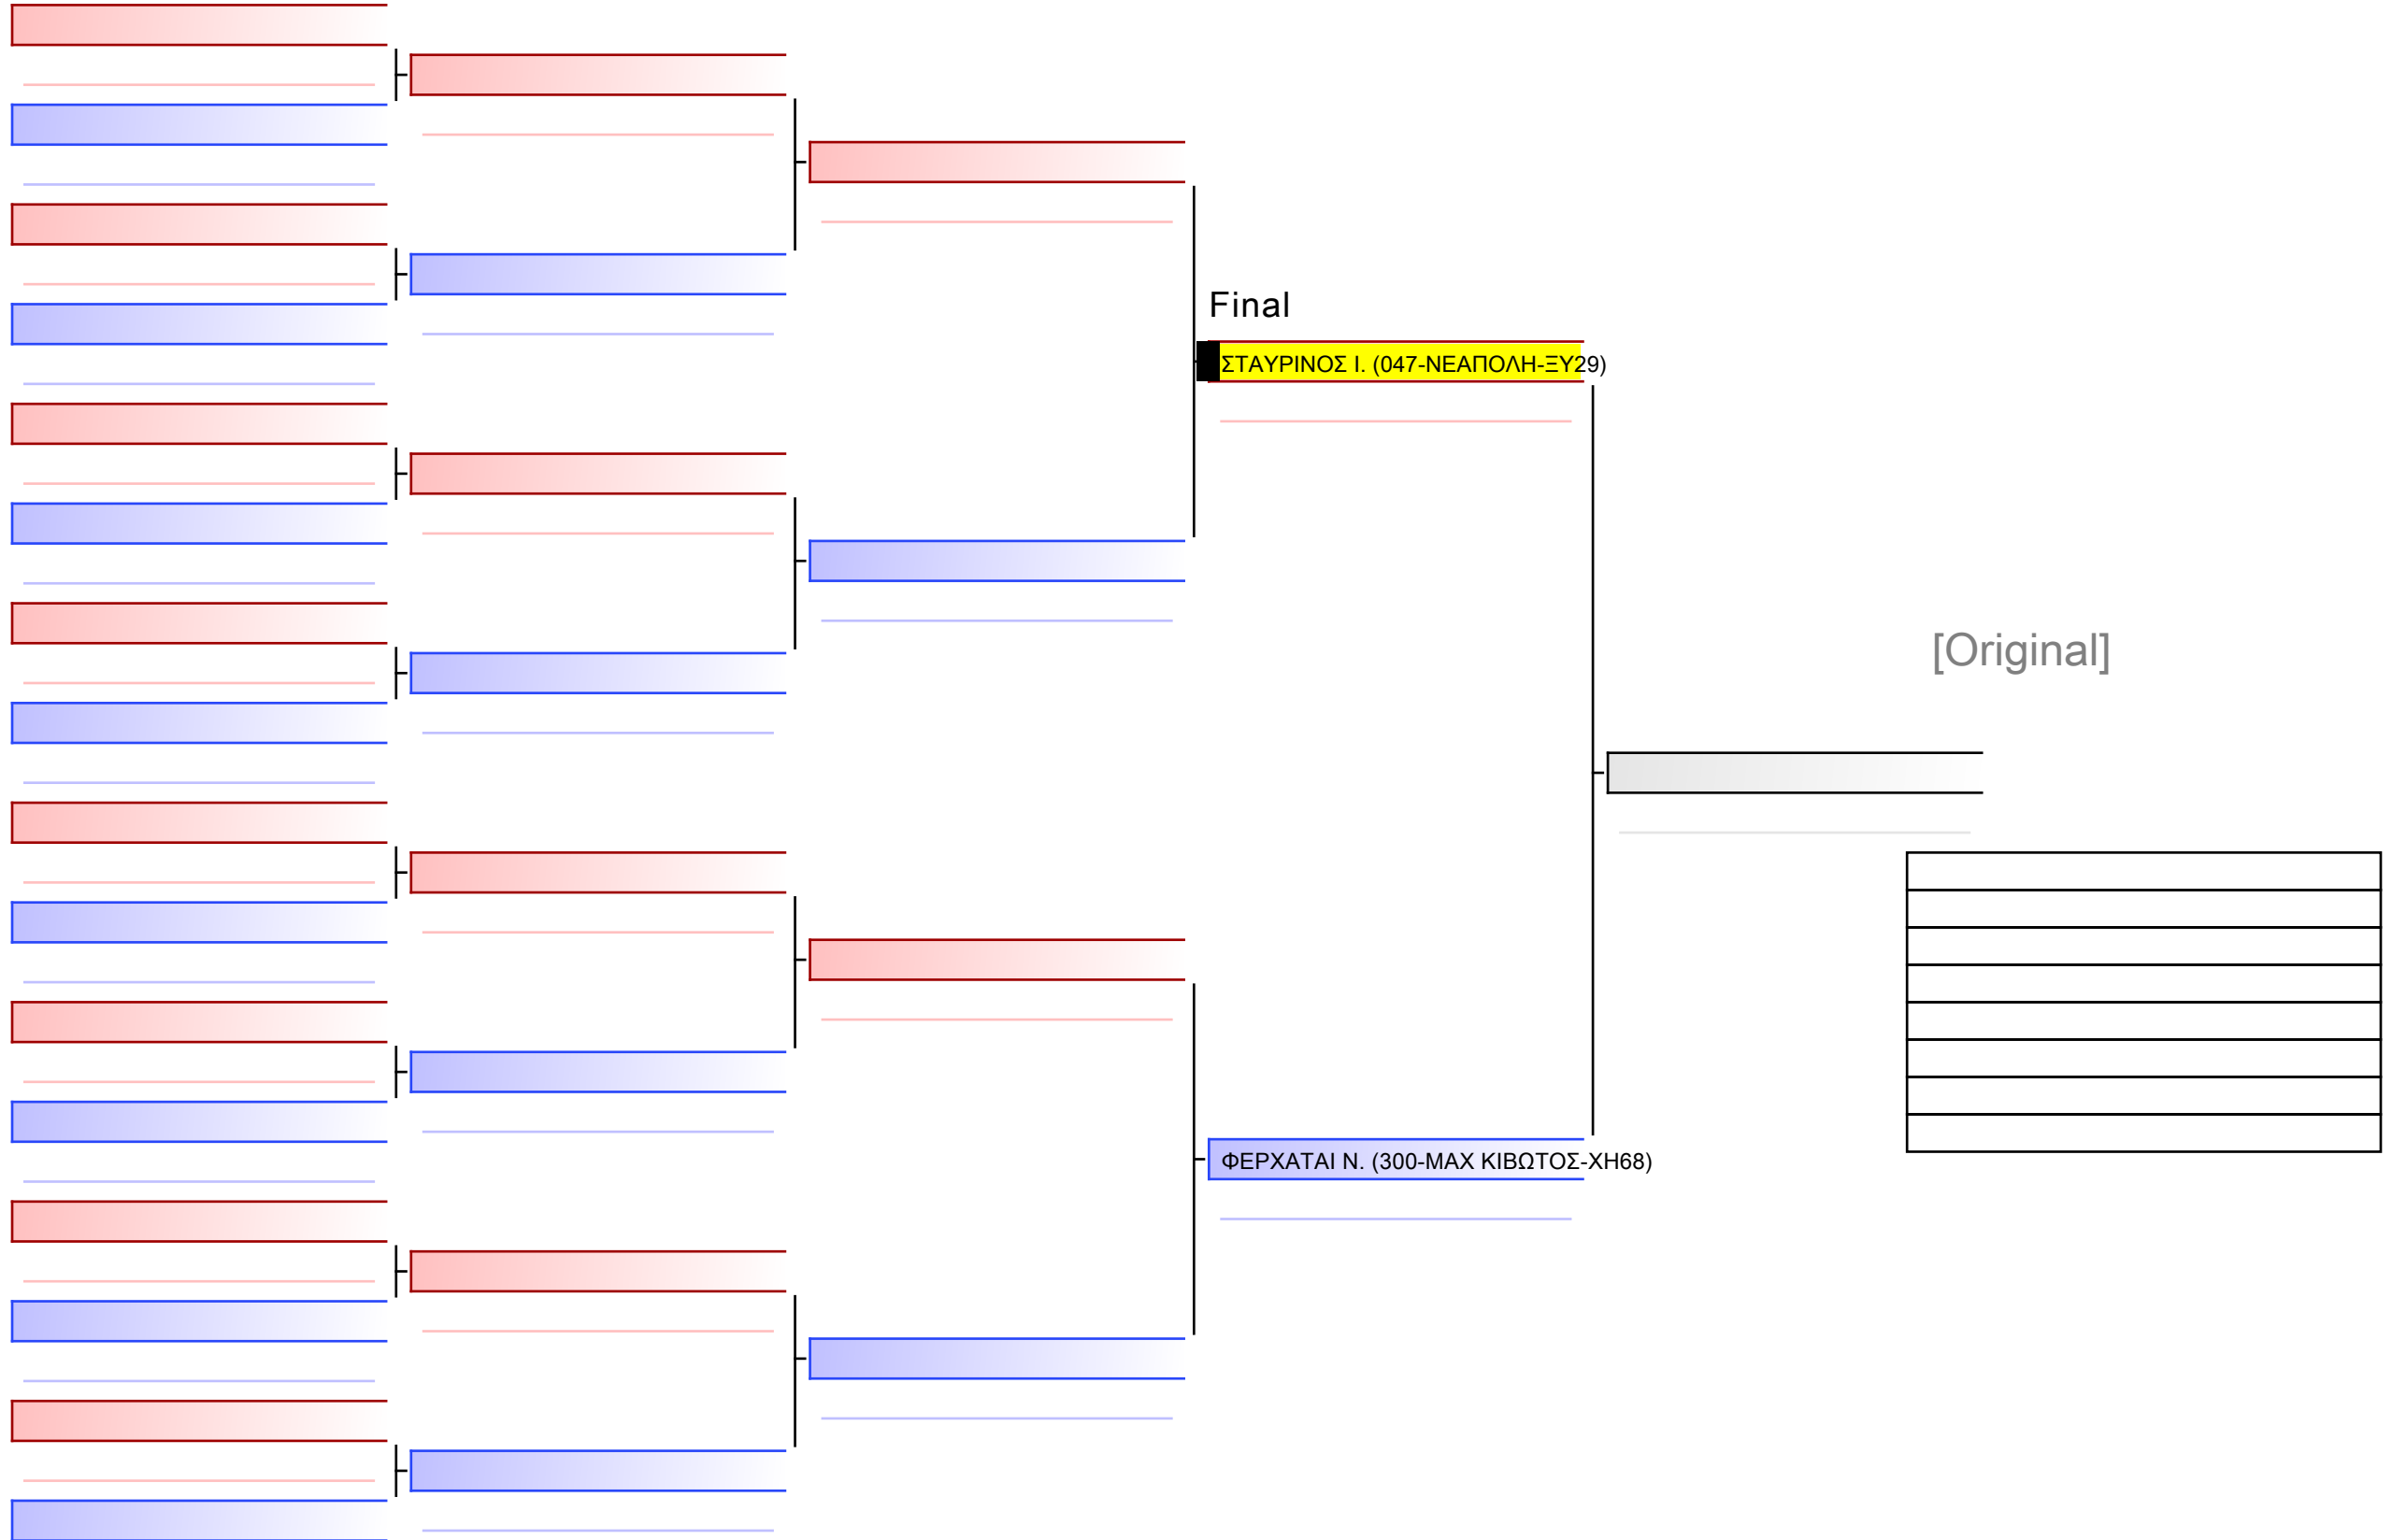 Final
ΣΤΑΥΡΙΝΟΣ Ι. (047-ΝΕΑΠΟΛΗ-ΞΥ29)
[Original]
ΦΕΡΧΑΤΑΙ Ν. (300-ΜΑΧ ΚΙΒΩΤΟΣ-ΧΗ68)